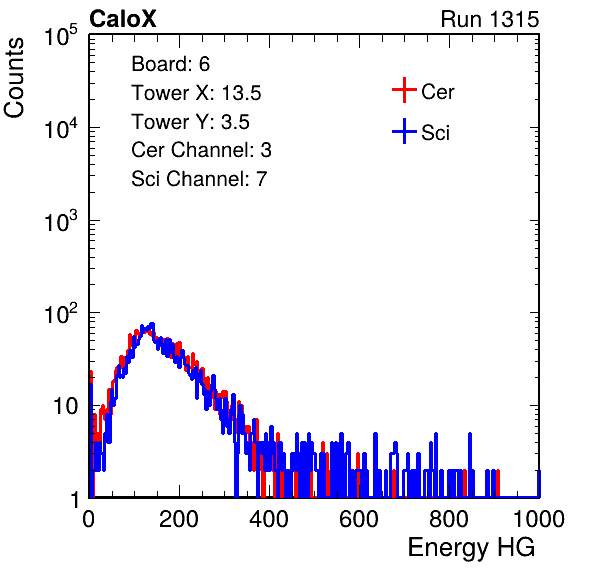 CaloX Run 1315
Counts
10^5
10^4
10^3
10^2
10
1
Board: 6
Tower X: 13.5
Tower Y: 3.5
Cer Channel: 3
Sci Channel: 7
Cer
Sci
0 200 400 600 800 1000
Energy HG